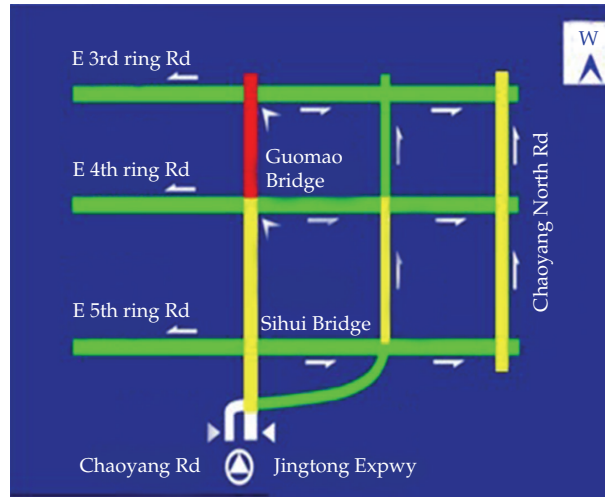 W
E 3rd ring Rd
Guomao
Bridge
E 4th ring Rd
Chaoyang North Rd
E 5th ring Rd
Sihui Bridge
Chaoyang Rd
Jingtong Expwy